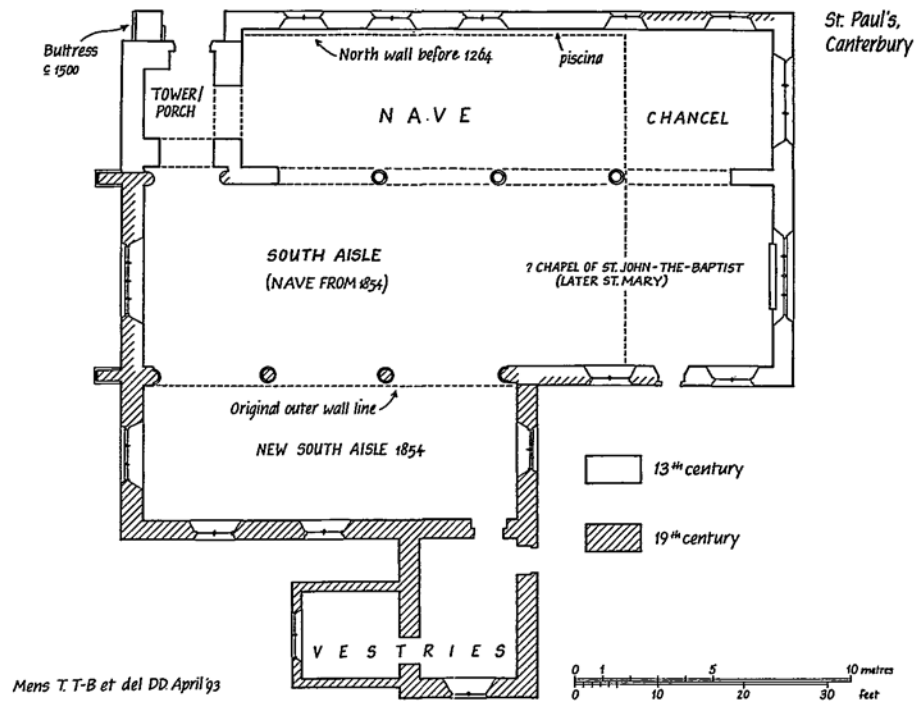 St. Paul's,
Canterbury
Buttress
c 1500
North wall before 1264
piscina
TOWER/
PORCH
NAVE
CHANCEL
SOUTH AISLE
(NAVE FROM 1854)
? CHAPEL OF ST. JOHN-THE-BAPTIST
(LATER ST. MARY)
Original outer wall line
NEW SOUTH AISLE 1854
13th century
19th century
VESTRIES
Mens T. T-B et del DD. April '93
0 1 5 10 metres
0 10 20 30
feet